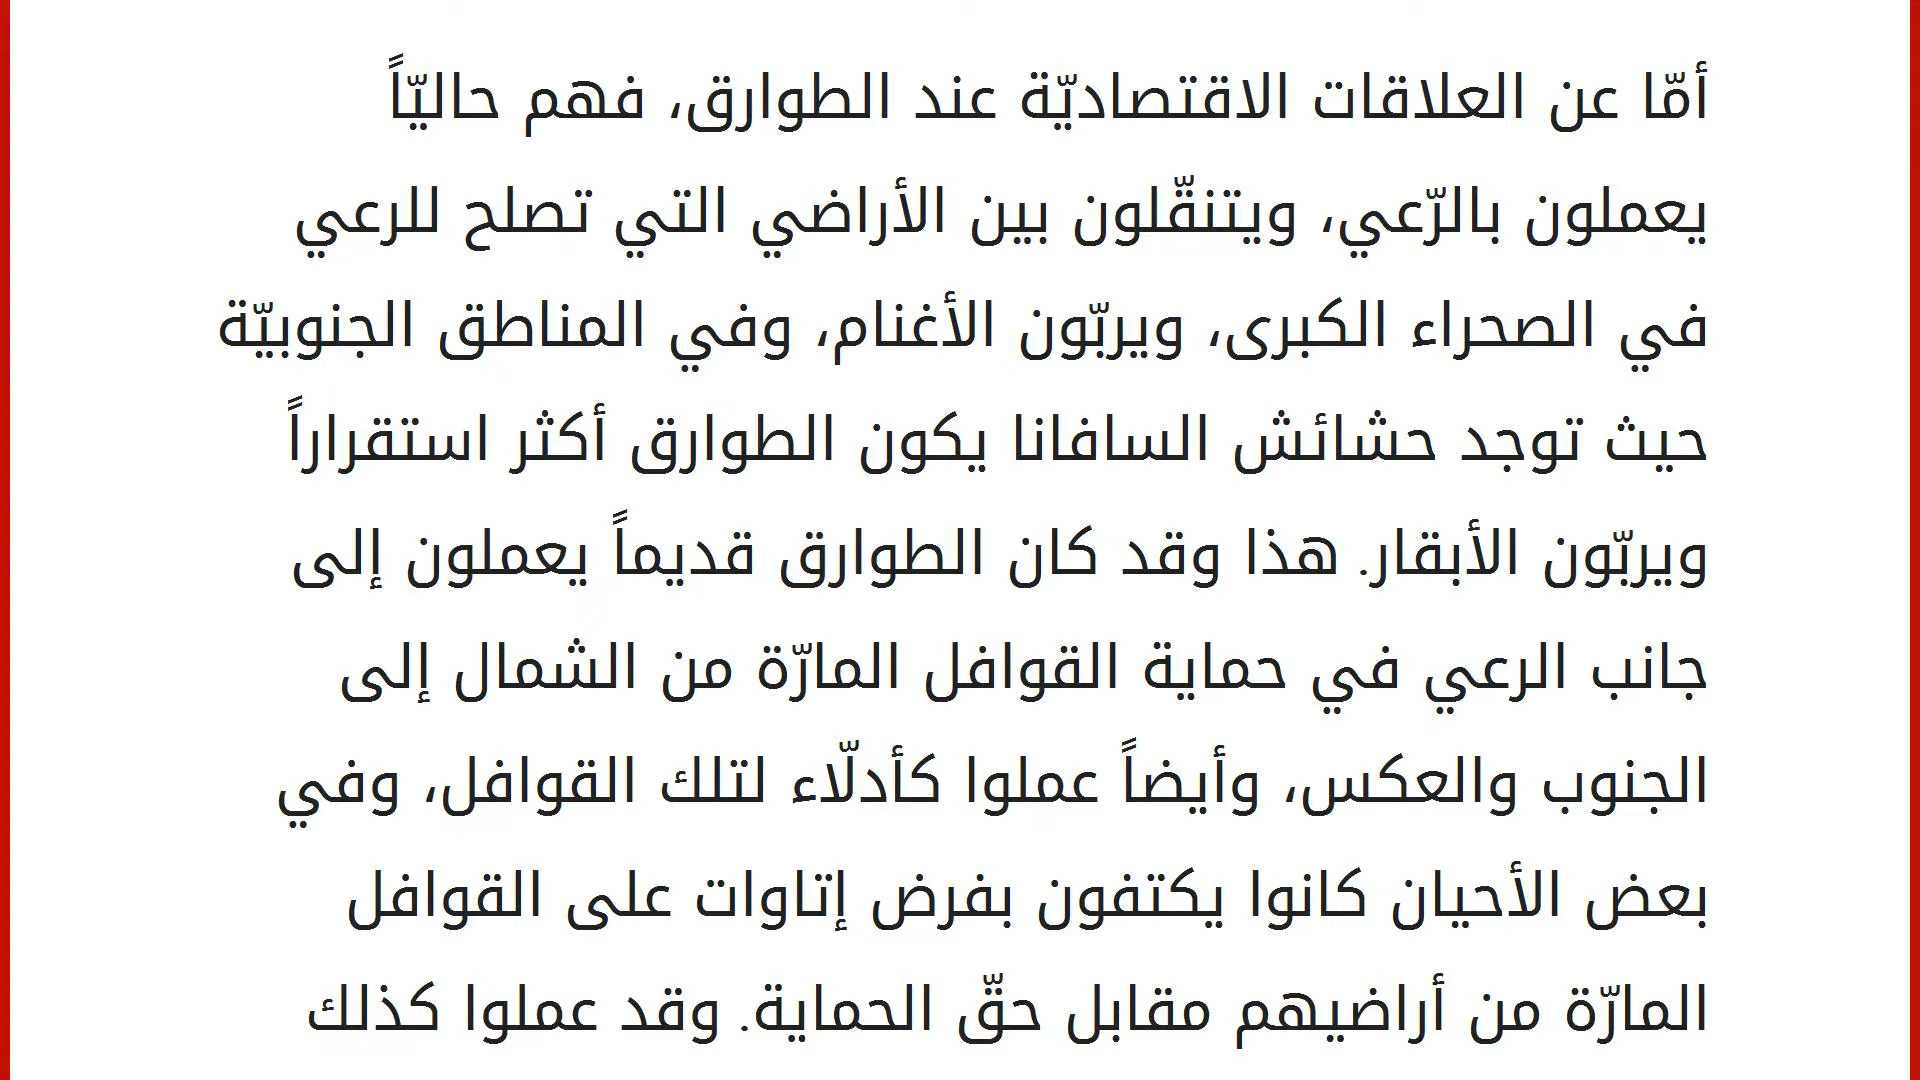 أمّا عن العلاقات الاقتصاديّة عند الطوارق، فهم حاليّاً
يعملون بالرّعي، ويتنقّلون بين الأراضي التي تصلح للرعي
في الصحراء الكبرى، ويربّون الأغنام، وفي المناطق الجنوبيّة
حيث توجد حشائش السافانا يكون الطوارق أكثر استقراراً
ويربّون الأبقار. هذا وقد كان الطوارق قديماً يعملون إلى
جانب الرعي في حماية القوافل المارّة من الشمال إلى
الجنوب والعكس، وأيضاً عملوا كأدلّاء لتلك القوافل، وفي
بعض الأحيان كانوا يكتفون بفرض إتاوات على القوافل
المارّة من أراضيهم مقابل حقّ الحماية. وقد عملوا كذلك